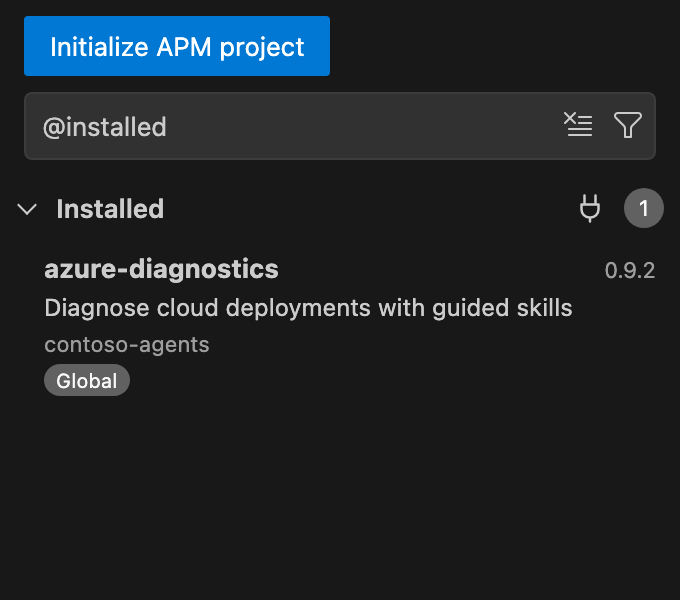 Initialize APM project
@installed
Installed
1
azure-diagnostics
0.9.2
Diagnose cloud deployments with guided skills
contoso-agents
Global